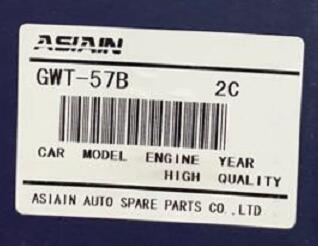 ASIAIN
GWT-57B 2C
CAR MODEL ENGINE YEAR
HIGH QUALITY
ASIAIN AUTO SPARE PARTS CO.,LTD